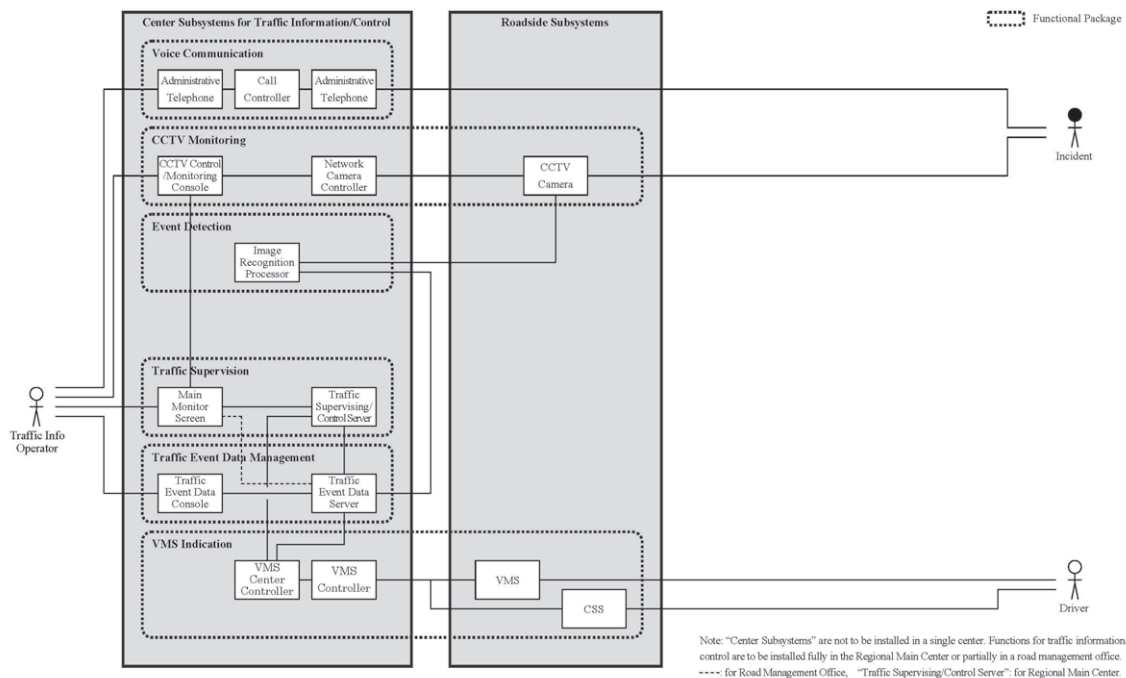 Center Subsystems for Traffic Information/Control
Roadside Subsystems
Functional Package
Voice Communication
Administrative
Telephone
Call
Controller
Administrative
Telephone
CCTV Monitoring
CCTV Control
/Monitoring
Console
Network
Camera
Controller
CCTV
Camera
Incident
Event Detection
Image
Recognition
Processor
Traffic Supervision
Main
Monitor
Screen
Traffic
Supervising/
Control Server
Traffic Info
Operator
Traffic Event Data Management
Traffic
Event Data
Console
Traffic
Event Data
Server
VMS Indication
VMS
Center
Controller
VMS
Controller
VMS
CSS
Driver
Note: “Center Subsystems” are not to be installed in a single center. Functions for traffic information
control are to be installed fully in the Regional Main Center or partially in a road management office.
----: for Road Management Office, “Traffic Supervising/Control Server”: for Regional Main Center.